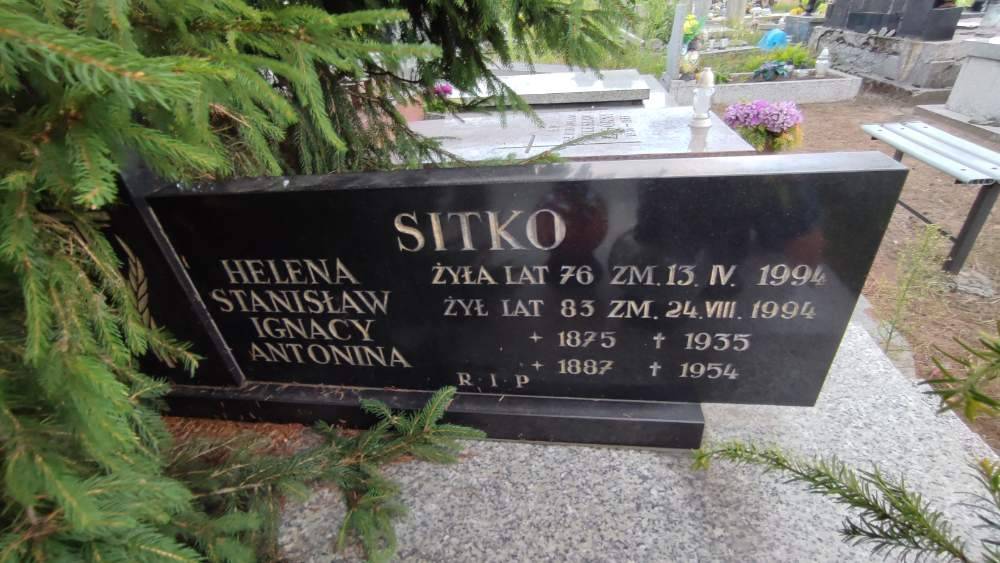 SITKO
HELENA ŻYŁA LAT 76 ZM. 13. IV. 1994
STANISŁAW ŻYŁ LAT 83 ZM. 24. VIII. 1994
IGNACY + 1875 † 1935
ANTONINA + 1887 † 1954
R. I. P